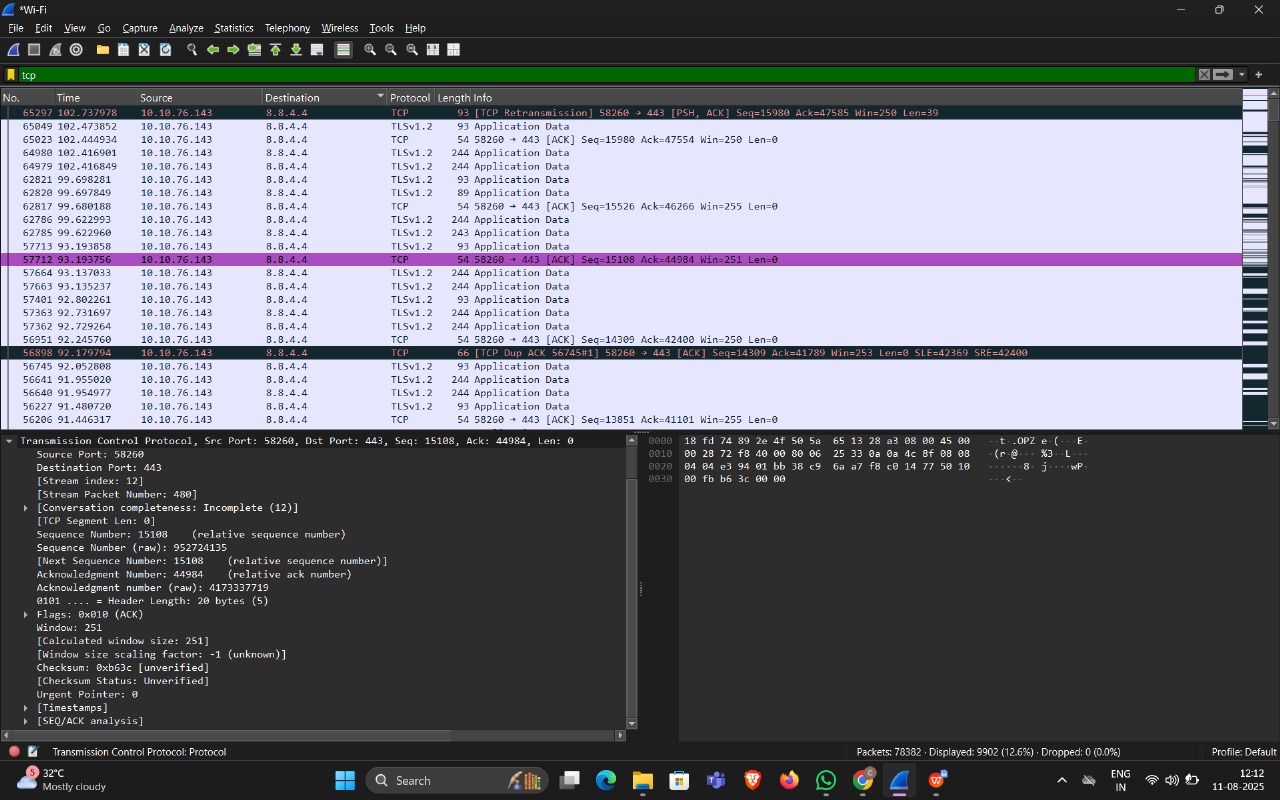 *Wi-Fi
File Edit View Go Capture Analyze Statistics Telephony Wireless Tools Help
tcp
No. Time Source Destination Protocol Length Info
65297 102.737978 10.10.76.143 8.8.4.4 TCP 93 [TCP Retransmission] 58260 → 443 [PSH, ACK] Seq=15980 Ack=47585 Win=250 Len=39
65049 102.473852 10.10.76.143 8.8.4.4 TLSv1.2 93 Application Data
65023 102.444934 10.10.76.143 8.8.4.4 TCP 54 58260 → 443 [ACK] Seq=15980 Ack=47554 Win=250 Len=0
64980 102.416901 10.10.76.143 8.8.4.4 TLSv1.2 244 Application Data
64979 102.416849 10.10.76.143 8.8.4.4 TLSv1.2 244 Application Data
62821 99.698281 10.10.76.143 8.8.4.4 TLSv1.2 93 Application Data
62820 99.697849 10.10.76.143 8.8.4.4 TLSv1.2 89 Application Data
62817 99.680188 10.10.76.143 8.8.4.4 TCP 54 58260 → 443 [ACK] Seq=15526 Ack=46266 Win=255 Len=0
62786 99.622993 10.10.76.143 8.8.4.4 TLSv1.2 244 Application Data
62785 99.622960 10.10.76.143 8.8.4.4 TLSv1.2 243 Application Data
57713 93.193858 10.10.76.143 8.8.4.4 TLSv1.2 93 Application Data
57712 93.193756 10.10.76.143 8.8.4.4 TCP 54 58260 → 443 [ACK] Seq=15108 Ack=44984 Win=251 Len=0
57664 93.137033 10.10.76.143 8.8.4.4 TLSv1.2 244 Application Data
57663 93.135237 10.10.76.143 8.8.4.4 TLSv1.2 244 Application Data
57401 92.802261 10.10.76.143 8.8.4.4 TLSv1.2 93 Application Data
57363 92.731697 10.10.76.143 8.8.4.4 TLSv1.2 244 Application Data
57362 92.729264 10.10.76.143 8.8.4.4 TLSv1.2 244 Application Data
56951 92.245760 10.10.76.143 8.8.4.4 TCP 54 58260 → 443 [ACK] Seq=14309 Ack=42400 Win=250 Len=0
56898 92.179794 10.10.76.143 8.8.4.4 TCP 66 [TCP Dup ACK 56745#1] 58260 → 443 [ACK] Seq=14309 Ack=41789 Win=253 Len=0 SLE=42369 SRE=42400
56745 92.052808 10.10.76.143 8.8.4.4 TLSv1.2 93 Application Data
56641 91.955020 10.10.76.143 8.8.4.4 TLSv1.2 244 Application Data
56640 91.954977 10.10.76.143 8.8.4.4 TLSv1.2 244 Application Data
56227 91.480720 10.10.76.143 8.8.4.4 TLSv1.2 93 Application Data
56206 91.446317 10.10.76.143 8.8.4.4 TCP 54 58260 → 443 [ACK] Seq=13851 Ack=41101 Win=255 Len=0
Transmission Control Protocol, Src Port: 58260, Dst Port: 443, Seq: 15108, Ack: 44984, Len: 0
Source Port: 58260
Destination Port: 443
[Stream index: 12]
[Stream Packet Number: 480]
[Conversation completeness: Incomplete (12)]
[TCP Segment Len: 0]
Sequence Number: 15108 (relative sequence number)
Sequence Number (raw): 952724135
[Next Sequence Number: 15108 (relative sequence number)]
Acknowledgment Number: 44984 (relative ack number)
Acknowledgment number (raw): 4173337719
0101 .... = Header Length: 20 bytes (5)
Flags: 0x010 (ACK)
Window: 251
[Calculated window size: 251]
[Window size scaling factor: -1 (unknown)]
Checksum: 0xb63c [unverified]
[Checksum Status: Unverified]
Urgent Pointer: 0
[Timestamps]
[SEQ/ACK analysis]
0000 18 fd 74 89 2e 4f 50 5a 65 13 28 a3 08 00 45 00 ··t·.OPZ e·(···E·
0010 00 28 72 f8 40 00 80 06 25 33 0a 0a 4c 8f 08 08 ·(r·@··· %3··L···
0020 04 04 e3 94 01 bb 38 c9 6a a7 f8 c0 14 77 50 10 ······8· j····wP·
0030 00 fb b6 3c 00 00 ···<··
Transmission Control Protocol: Protocol
Packets: 78382 · Displayed: 9902 (12.6%) · Dropped: 0 (0.0%)
Profile: Default
5
32°C
Mostly cloudy
Search
ENG
IN
12:12
11-08-2025